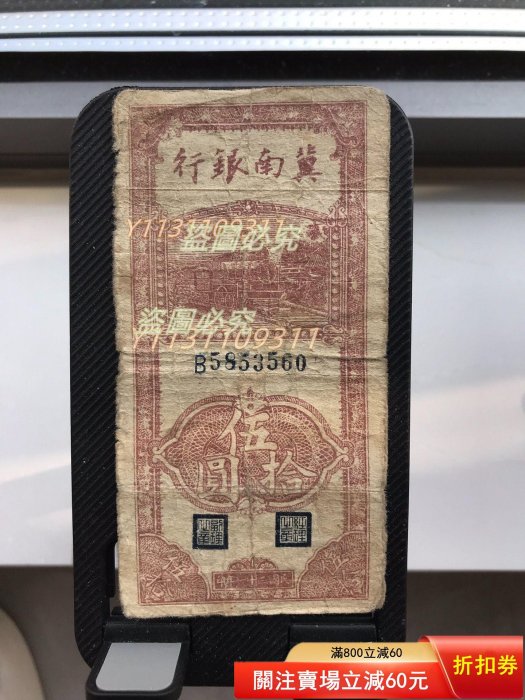 行銀南冀
Y1131109311
盜圖必究
盜圖必究
Y1131109311
B5853560
伍
圓 拾
伍 伍
滿800立減60
關注賣場立減60元
折扣券